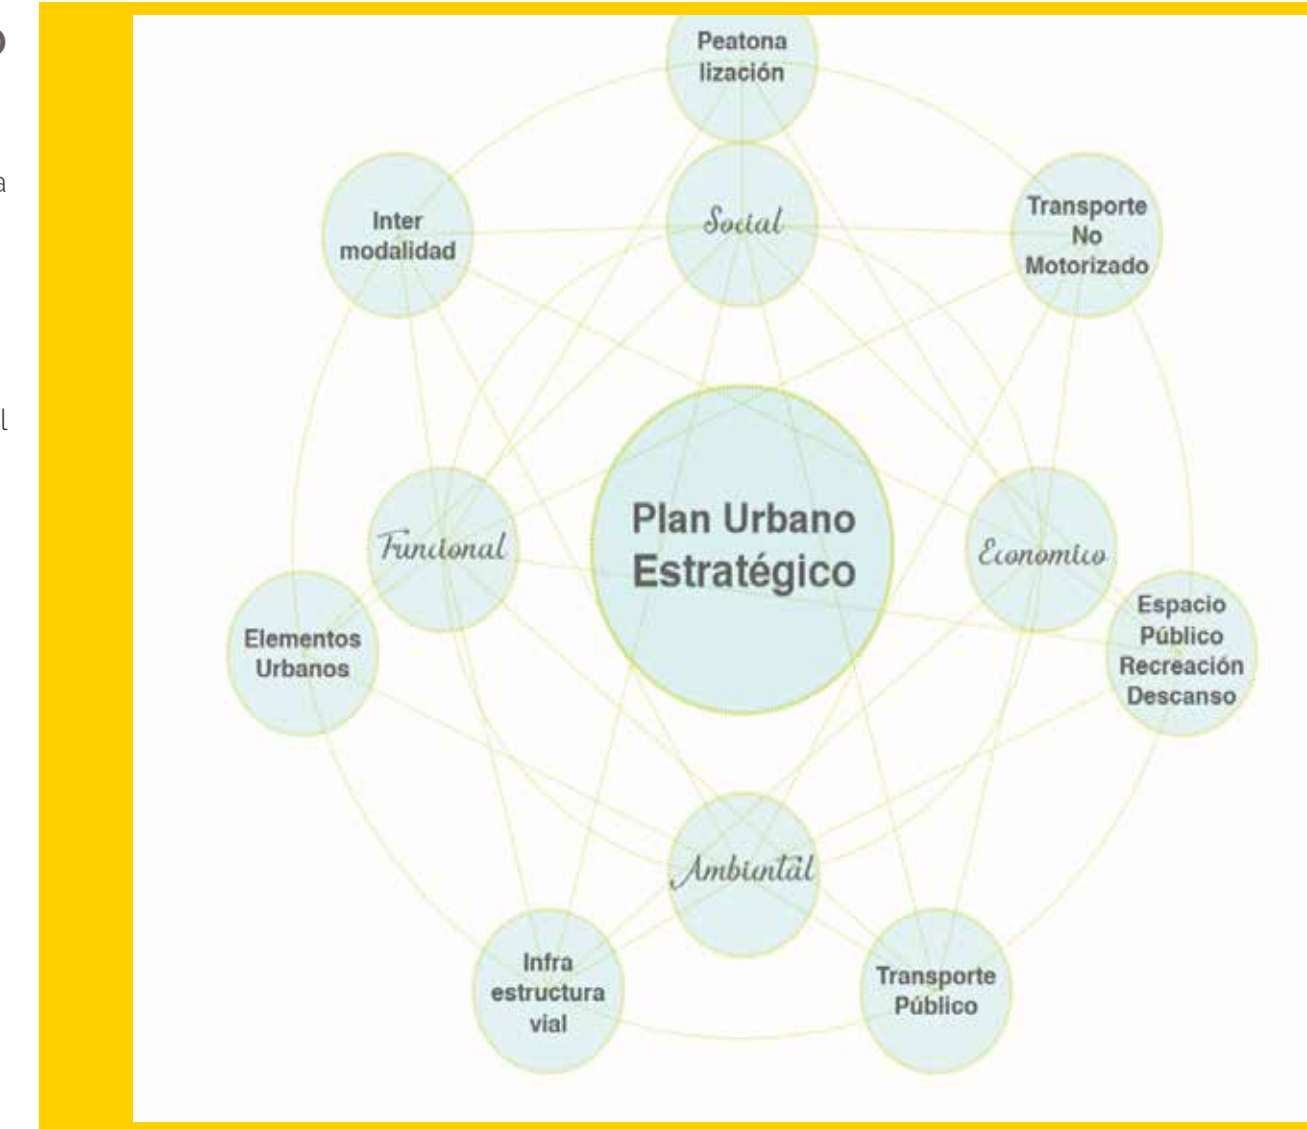 Peatona
lización
Inter
modalidad
Social
Transporte
No
Motorizado
Funcional
Plan Urbano
Estratégico
Economico
Elementos
Urbanos
Espacio
Público
Recreación
Descanso
Ambiental
Infra
estructura
vial
Transporte
Público
a
l